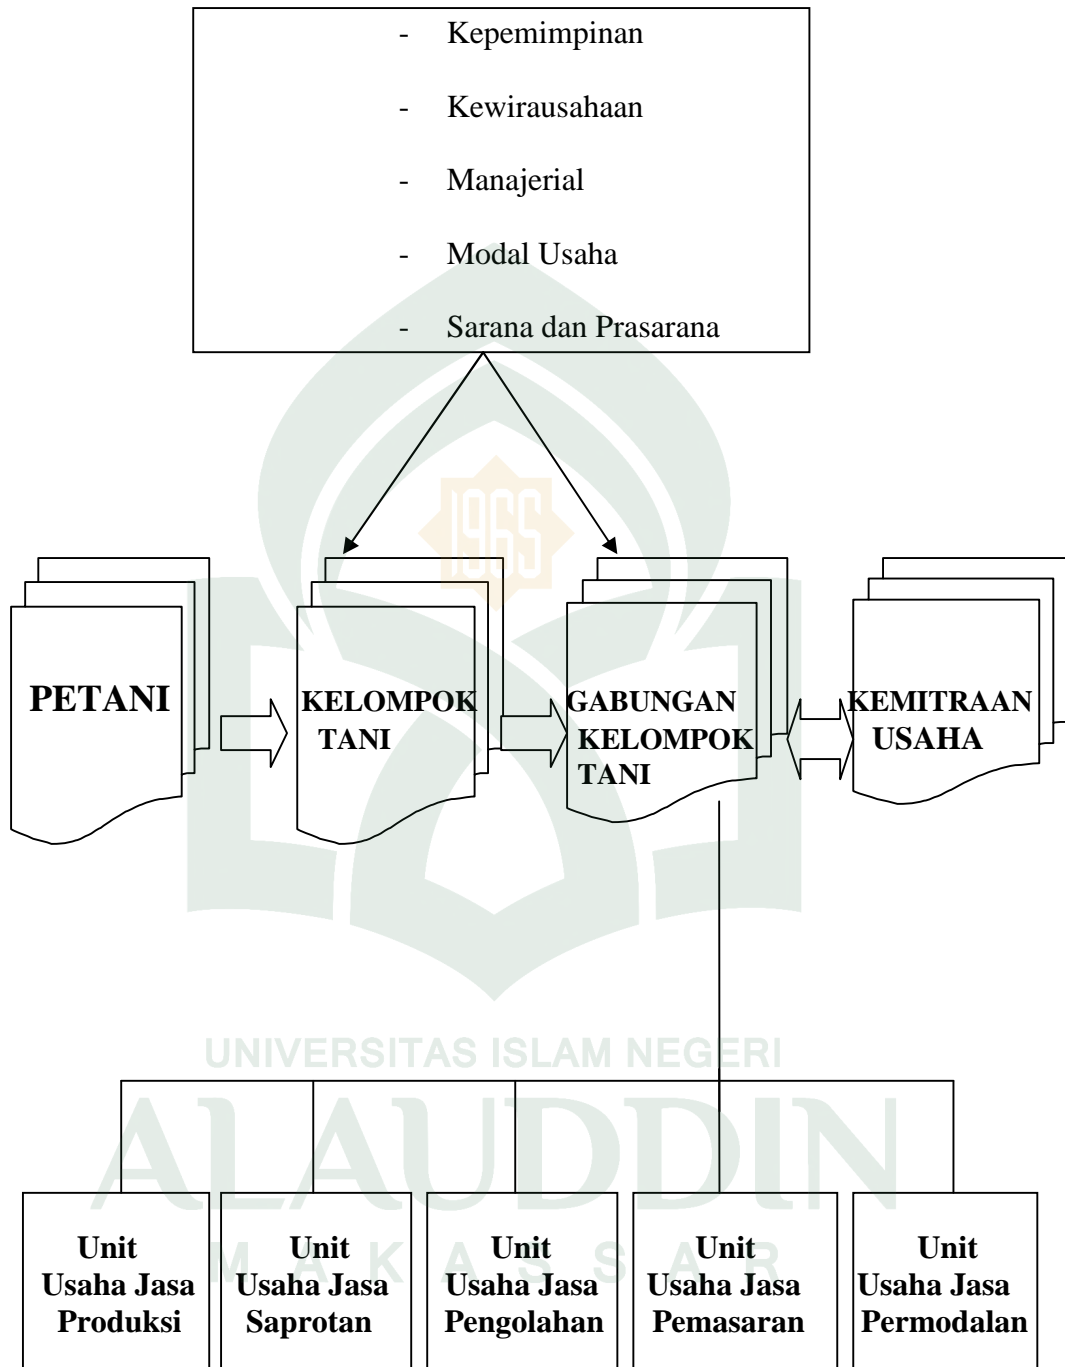 - Kepemimpinan
- Kewirausahaan
- Manajerial
- Modal Usaha
- Sarana dan Prasarana
1965
PETANI
KELOMPOK
TANI
GABUNGAN
KELOMPOK
TANI
KEMITRAAN
USAHA
UNIVERSITAS ISLAM NEGERI
ALAUDDIN
MAKASSAR
Unit
Usaha Jasa
Produksi
Unit
Usaha Jasa
Saprotan
Unit
Usaha Jasa
Pengolahan
Unit
Usaha Jasa
Pemasaran
Unit
Usaha Jasa
Permodalan